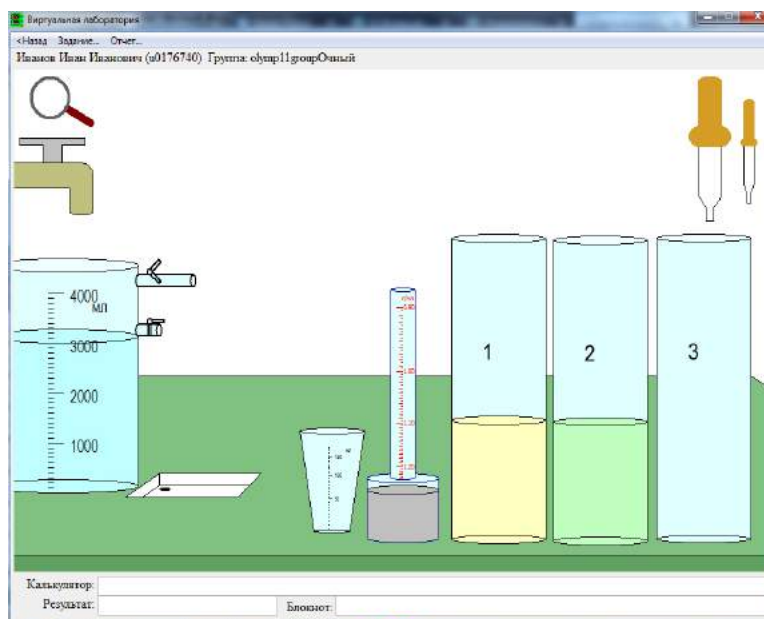 Виртуальная лаборатория
<Назад Задание... Отчет...
Иванов Иван Иванович (u0176740) Группа: olymp11groupОчный
4000
МЛ
3000
2000
1000
1
2
3
Калькулятор:
Результат:
Блокнот: